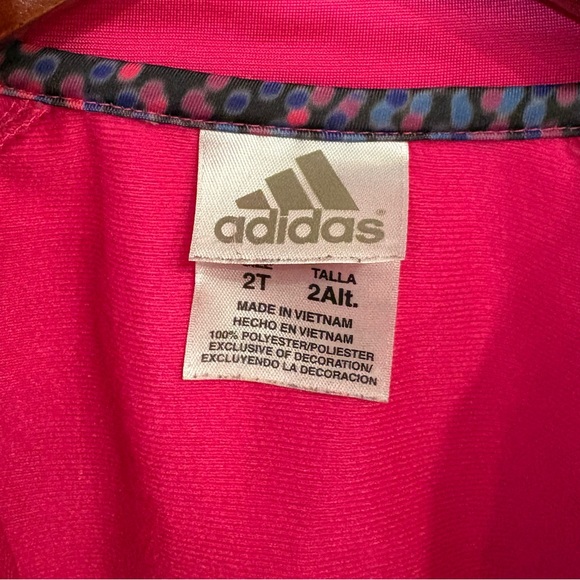 adidas
SIZE TALLA
2T 2Alt.
MADE IN VIETNAM
HECHO EN VIETNAM
100% POLYESTER/POLIESTER
EXCLUSIVE OF DECORATION/
EXCLUYENDO LA DECORACION